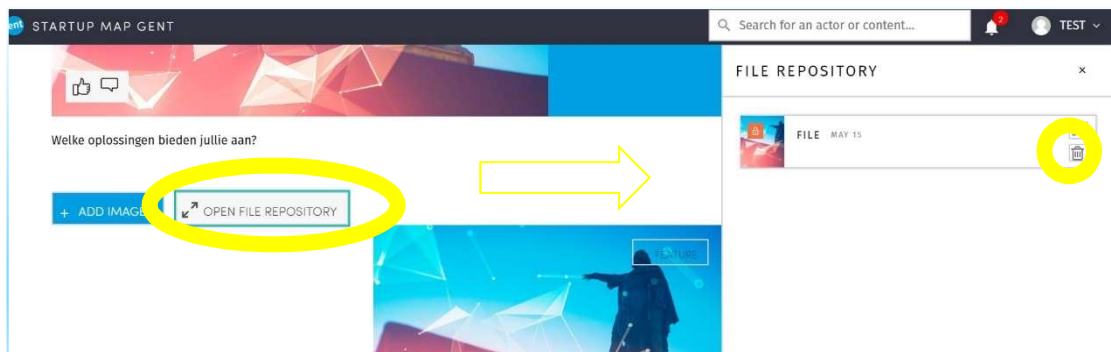 ent STARTUP MAP GENT
Search for an actor or content...
2
TEST
FILE REPOSITORY
Welke oplossingen bieden jullie aan?
FILE MAY 15
+ ADD IMAGE
OPEN FILE REPOSITORY
FEATURE